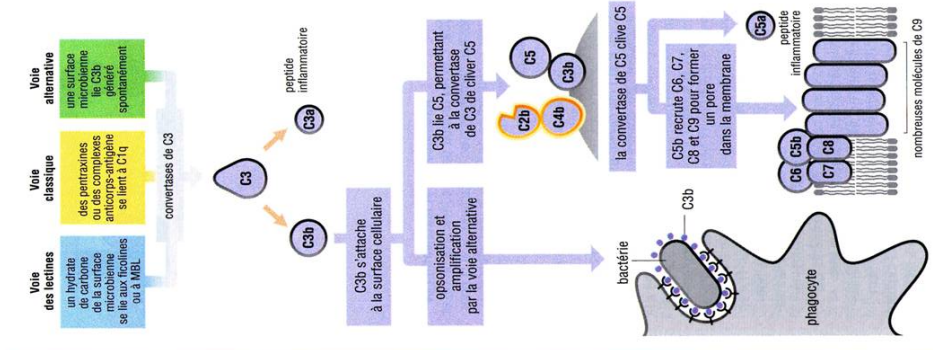 Voie
des lectines
Voie
classique
Voie
alternative
un hydrate
de carbone
de la surface
microbienne
se lie aux ficolines
ou à MBL
des pentraxines
ou des complexes
anticorps-antigène
se lient à C1q
une surface
microbienne
lie C3b
généré
spontanément
convertases de C3
C3
C3b
C3a
peptide
inflammatoire
C3b s'attache
à la surface cellulaire
opsonisation et
amplification
par la voie alternative
C3b lie C5, permettant
à la convertase
de C3 de cliver C5
C2b
C4b
C5
C3b
la convertase de C5 clive C5
C5b recrute C6, C7,
C8 et C9 pour former
un pore
dans la membrane
C5a
peptide
inflammatoire
bactérie
C3b
phagocyte
C6
C5b
C7
C8
nombreuses molécules de C9